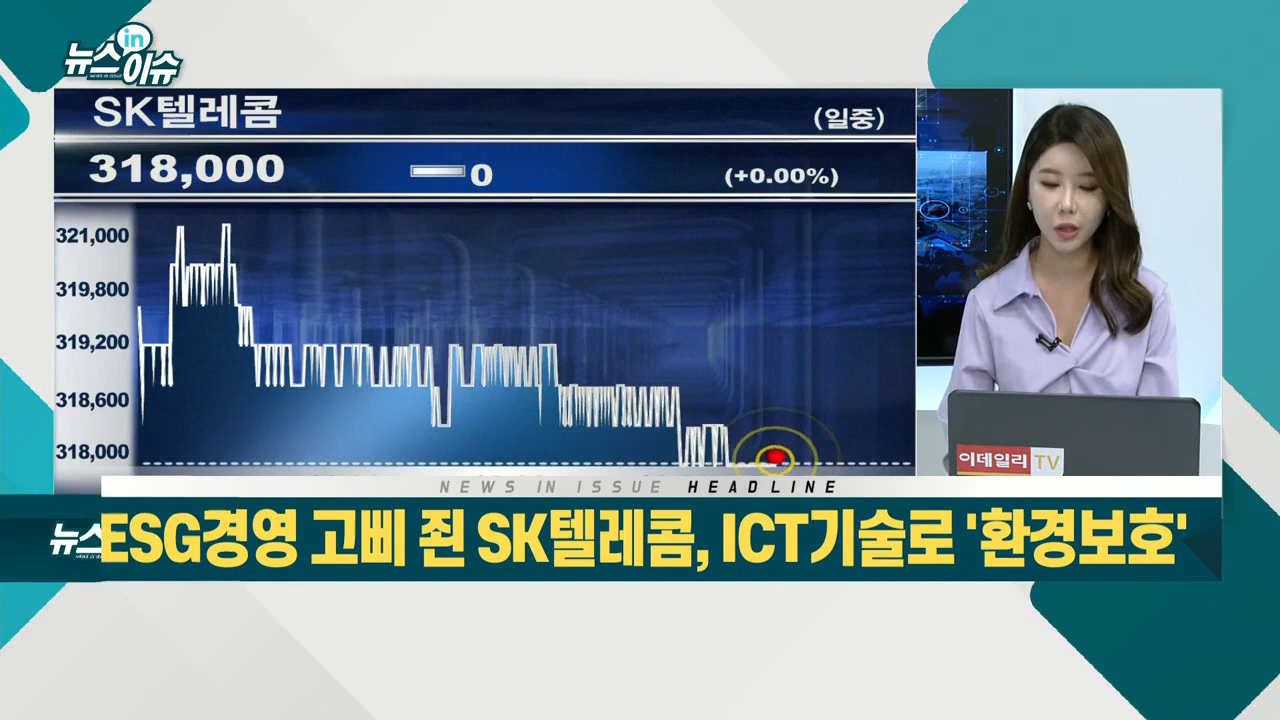 뉴스in이슈
NEWS IN ISSUE
SK텔레콤
(일중)
318,000
0
(+0.00%)
321,000
319,800
319,200
318,600
318,000
이데일리TV
NEWS IN ISSUE HEADLINE
뉴스
ESG경영 고삐 죈 SK텔레콤, ICT기술로 '환경보호'